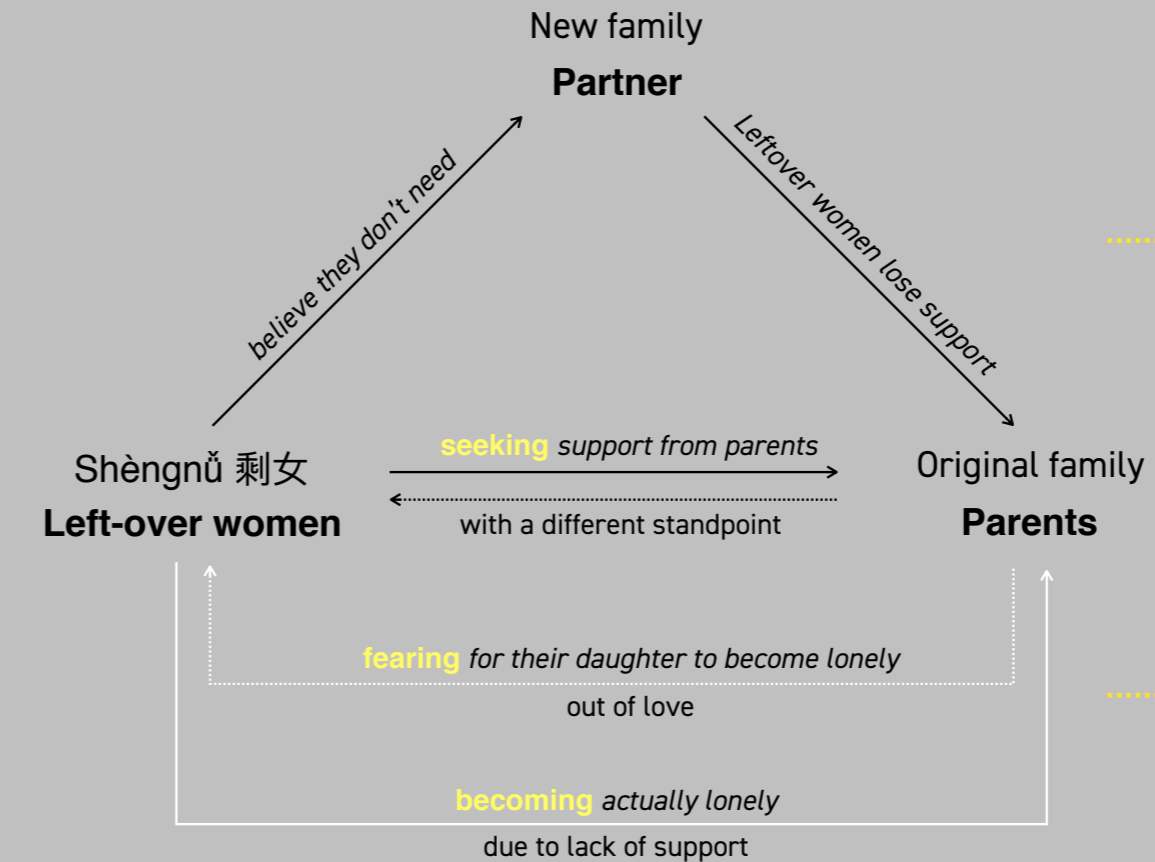 New family
Partner
believe they don't need
Leftover women lose support
seeking support from parents
with a different standpoint
Shèngnǚ 剩女
Left-over women
Original family
Parents
fearing for their daughter to become lonely
out of love
becoming actually lonely
due to lack of support